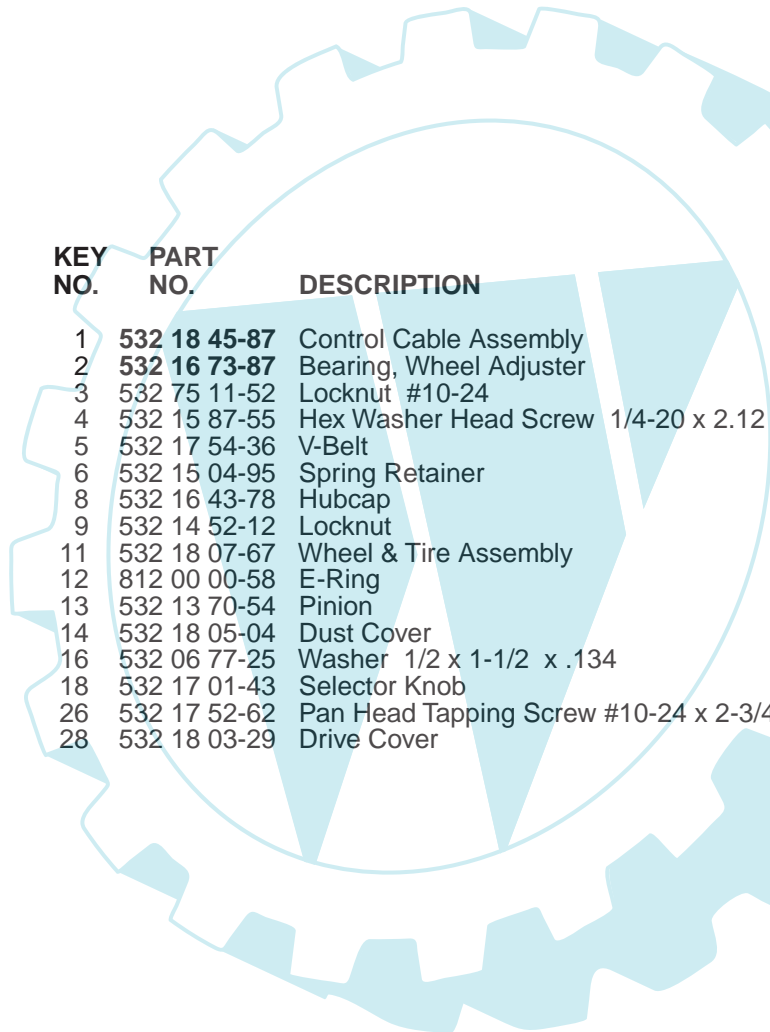 KEY PART
NO. NO. DESCRIPTION
1 532 18 45-87 Control Cable Assembly
2 532 16 73-87 Bearing, Wheel Adjuster
3 532 75 11-52 Locknut #10-24
4 532 15 87-55 Hex Washer Head Screw 1/4-20 x 2.12
5 532 17 54-36 V-Belt
6 532 15 04-95 Spring Retainer
8 532 16 43-78 Hubcap
9 532 14 52-12 Locknut
11 532 18 07-67 Wheel & Tire Assembly
12 812 00 00-58 E-Ring
13 532 13 70-54 Pinion
14 532 18 05-04 Dust Cover
16 532 06 77-25 Washer 1/2 x 1-1/2 x .134
18 532 17 01-43 Selector Knob
26 532 17 52-62 Pan Head Tapping Screw #10-24 x 2-3/4
28 532 18 03-29 Drive Cover